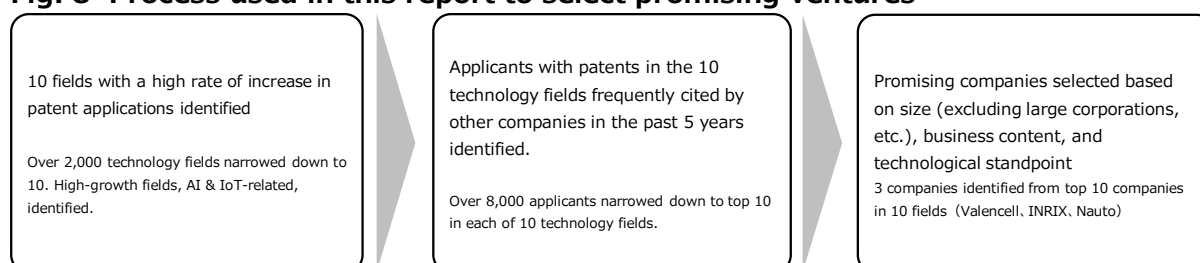 Process used in this report to select promising ventures
10 fields with a high rate of increase in
patent applications identified
Over 2,000 technology fields narrowed down to
10. High-growth fields, AI & IoT-related,
identified.
Applicants with patents in the 10
technology fields frequently cited by
other companies in the past 5 years
identified.
Over 8,000 applicants narrowed down to top 10
in each of 10 technology fields.
Promising companies selected based
on size (excluding large corporations,
etc.), business content, and
technological standpoint
3 companies identified from top 10 companies
in 10 fields（Valencell、INRIX、Nauto）